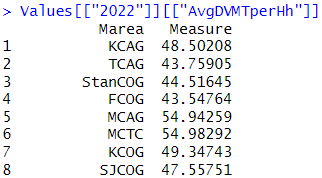 > Values[["2022"]][["AvgDVMTperHh"]]
Marea Measure
1 KCAG 48.50208
2 TCAG 43.75905
3 StanCOG 44.51645
4 FCOG 43.54764
5 MCAG 54.94259
6 MCTC 54.98292
7 KCOG 49.34743
8 SJCOG 47.55751